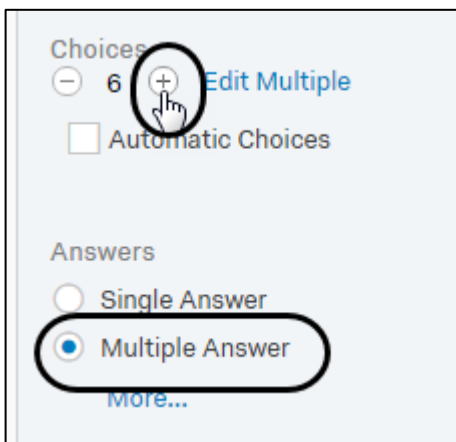 Choices
6 Edit Multiple
Automatic Choices
Answers
Single Answer
Multiple Answer
More...